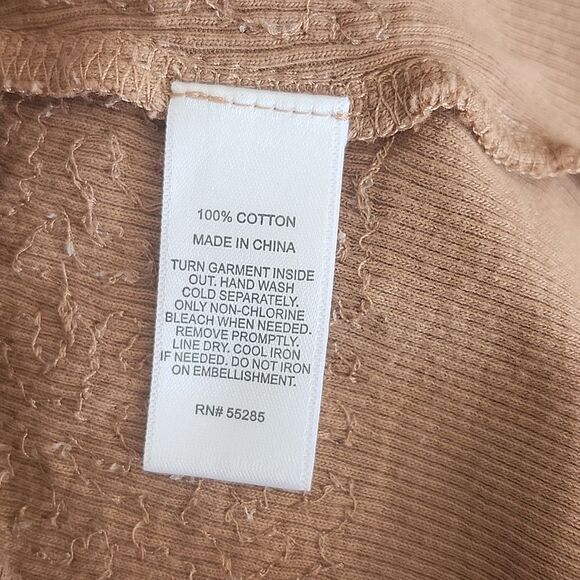 100% COTTON
MADE IN CHINA
TURN GARMENT INSIDE
OUT. HAND WASH
COLD SEPARATELY.
ONLY NON-CHLORINE
BLEACH WHEN NEEDED.
REMOVE PROMPTLY.
LINE DRY. COOL IRON
IF NEEDED. DO NOT IRON
ON EMBELLISHMENT.
RN# 55285